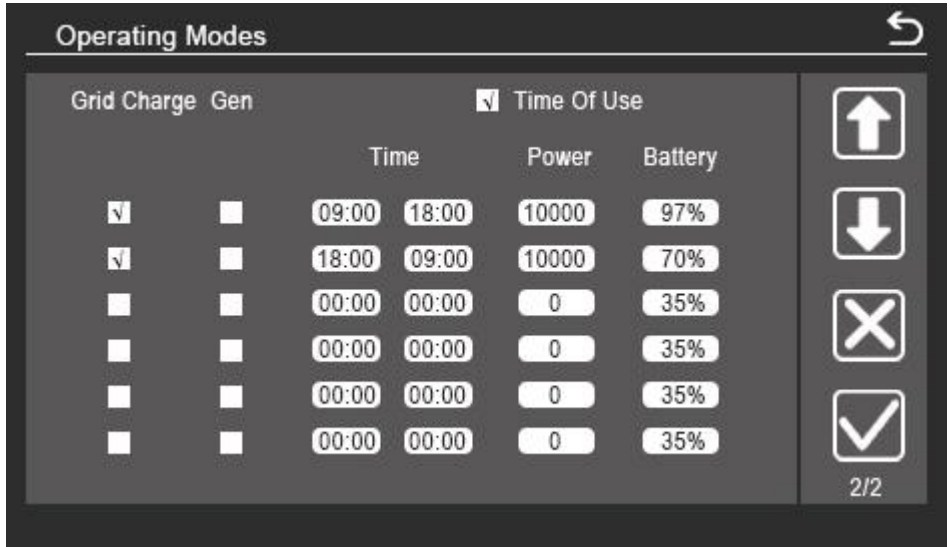 Operating Modes
Grid Charge Gen √ Time Of Use
Time Power Battery
√ 09:00 18:00 10000 97%
√ 18:00 09:00 10000 70%
00:00 00:00 0 35%
00:00 00:00 0 35%
00:00 00:00 0 35%
00:00 00:00 0 35%
2/2